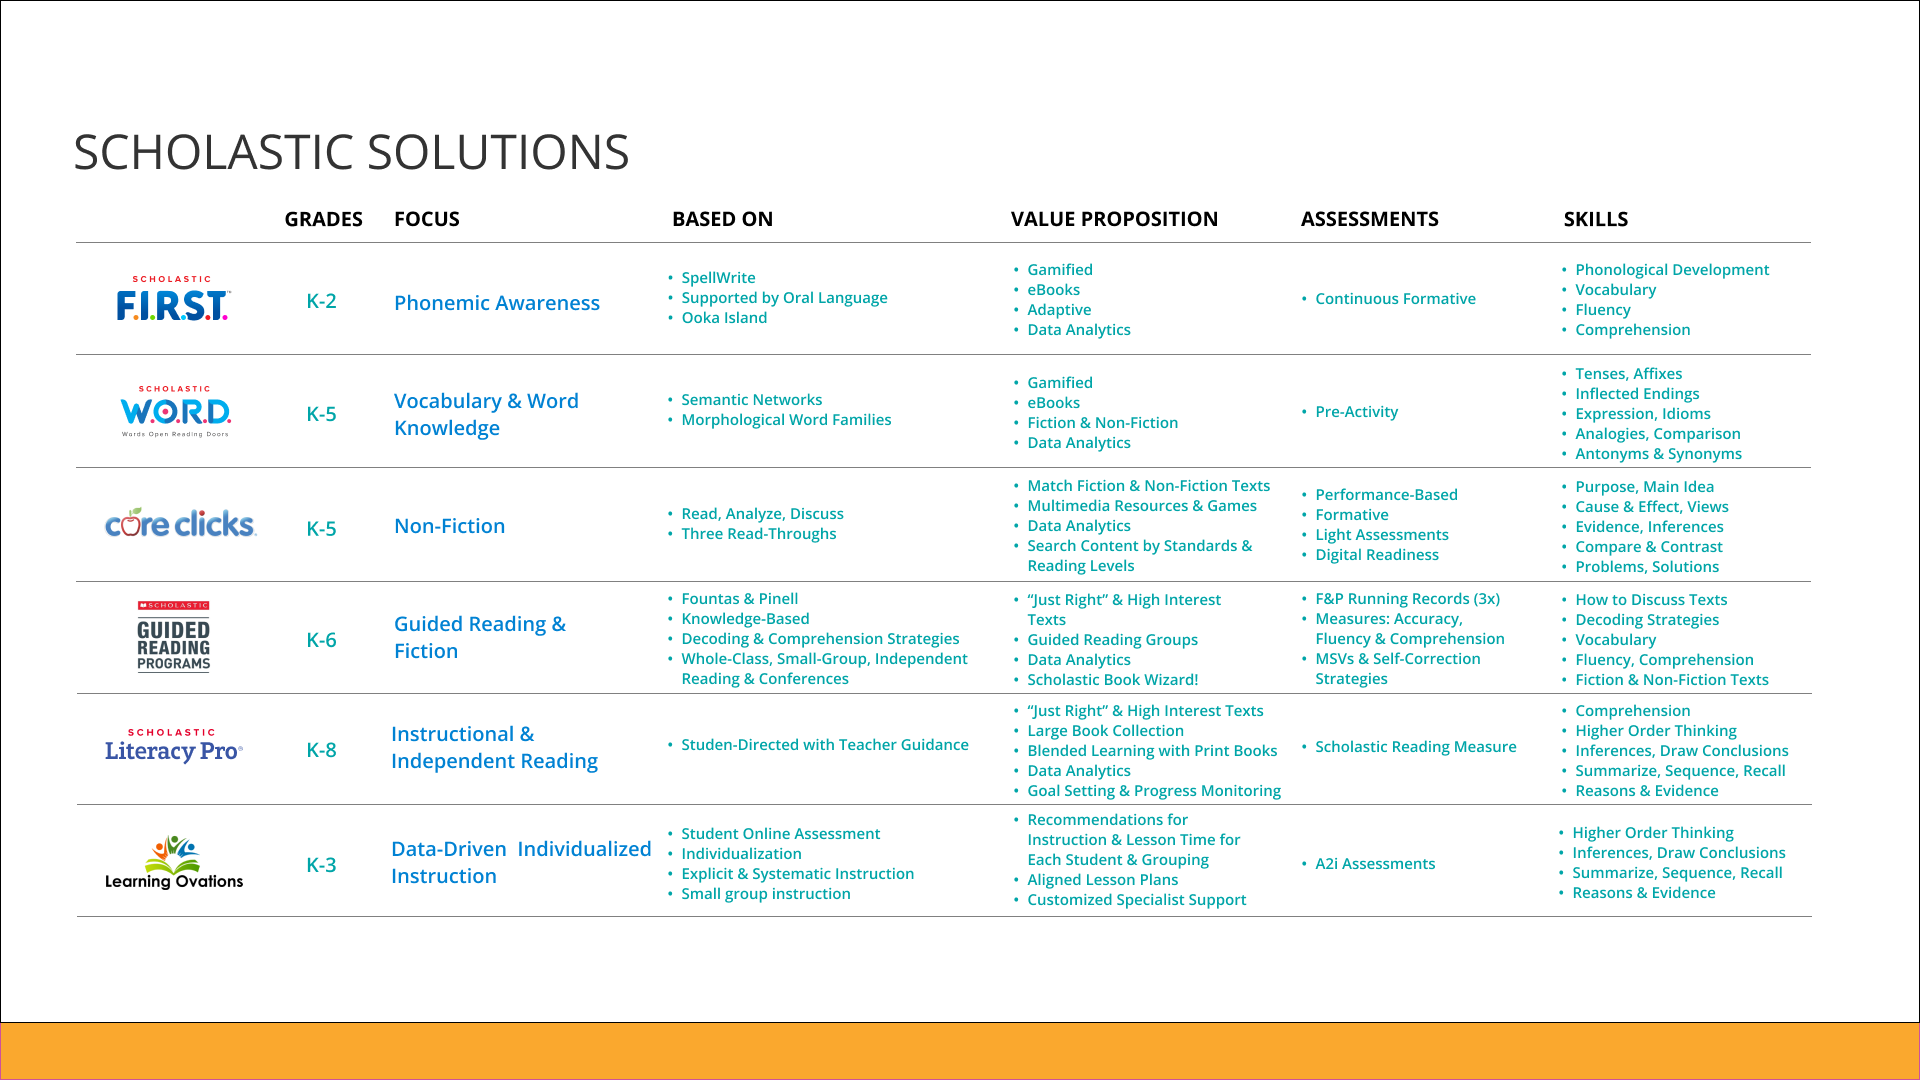 SCHOLASTIC SOLUTIONS
GRADES FOCUS BASED ON VALUE PROPOSITION ASSESSMENTS SKILLS
SCHOLASTIC
F.I.R.S.T.™
K-2
Phonemic Awareness
• SpellWrite
• Supported by Oral Language
• Ooka Island
• Gamified
• eBooks
• Adaptive
• Data Analytics
• Continuous Formative
• Phonological Development
• Vocabulary
• Fluency
• Comprehension
SCHOLASTIC
W.O.R.D.
Words Open Reading Doors
K-5
Vocabulary & Word
Knowledge
• Semantic Networks
• Morphological Word Families
• Gamified
• eBooks
• Fiction & Non-Fiction
• Data Analytics
• Pre-Activity
• Tenses, Affixes
• Inflected Endings
• Expression, Idioms
• Analogies, Comparison
• Antonyms & Synonyms
core clicks
K-5
Non-Fiction
• Read, Analyze, Discuss
• Three Read-Throughs
• Match Fiction & Non-Fiction Texts
• Multimedia Resources & Games
• Data Analytics
• Search Content by Standards &
Reading Levels
• Performance-Based
• Formative
• Light Assessments
• Digital Readiness
• Purpose, Main Idea
• Cause & Effect, Views
• Evidence, Inferences
• Compare & Contrast
• Problems, Solutions
SCHOLASTIC
GUIDED
READING
PROGRAMS
K-6
Guided Reading &
Fiction
• Fountas & Pinell
• Knowledge-Based
• Decoding & Comprehension Strategies
• Whole-Class, Small-Group, Independent
Reading & Conferences
• “Just Right” & High Interest
Texts
• Guided Reading Groups
• Data Analytics
• Scholastic Book Wizard!
• F&P Running Records (3x)
• Measures: Accuracy,
Fluency & Comprehension
• MSVs & Self-Correction
Strategies
• How to Discuss Texts
• Decoding Strategies
• Vocabulary
• Fluency, Comprehension
• Fiction & Non-Fiction Texts
SCHOLASTIC
Literacy Pro®
K-8
Instructional &
Independent Reading
• Studen-Directed with Teacher Guidance
• “Just Right” & High Interest Texts
• Large Book Collection
• Blended Learning with Print Books
• Data Analytics
• Goal Setting & Progress Monitoring
• Scholastic Reading Measure
• Comprehension
• Higher Order Thinking
• Inferences, Draw Conclusions
• Summarize, Sequence, Recall
• Reasons & Evidence
Learning Ovations
K-3
Data-Driven Individualized
Instruction
• Student Online Assessment
• Individualization
• Explicit & Systematic Instruction
• Small group instruction
• Recommendations for
Instruction & Lesson Time for
Each Student & Grouping
• Aligned Lesson Plans
• Customized Specialist Support
• A2i Assessments
• Higher Order Thinking
• Inferences, Draw Conclusions
• Summarize, Sequence, Recall
• Reasons & Evidence